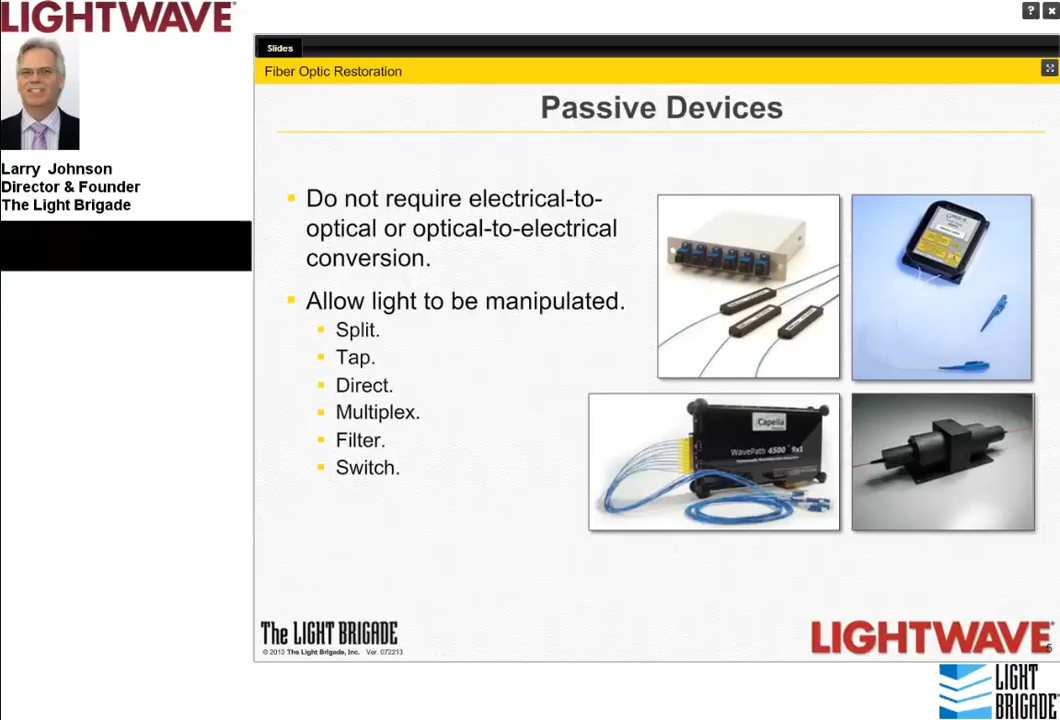 LIGHTWAVE®
?
Slides
Fiber Optic Restoration
Larry Johnson
Director & Founder
The Light Brigade
Passive Devices
Do not require electrical-to-
optical or optical-to-electrical
conversion.
Allow light to be manipulated.
Split.
Tap.
Direct.
Multiplex.
Filter.
Switch.
Capella
WavePath 4500 9x1
The LIGHT BRIGADE
© 2013 The Light Brigade, Inc. Ver. 072213
LIGHTWAVE®
5
LIGHT
BRIGADE